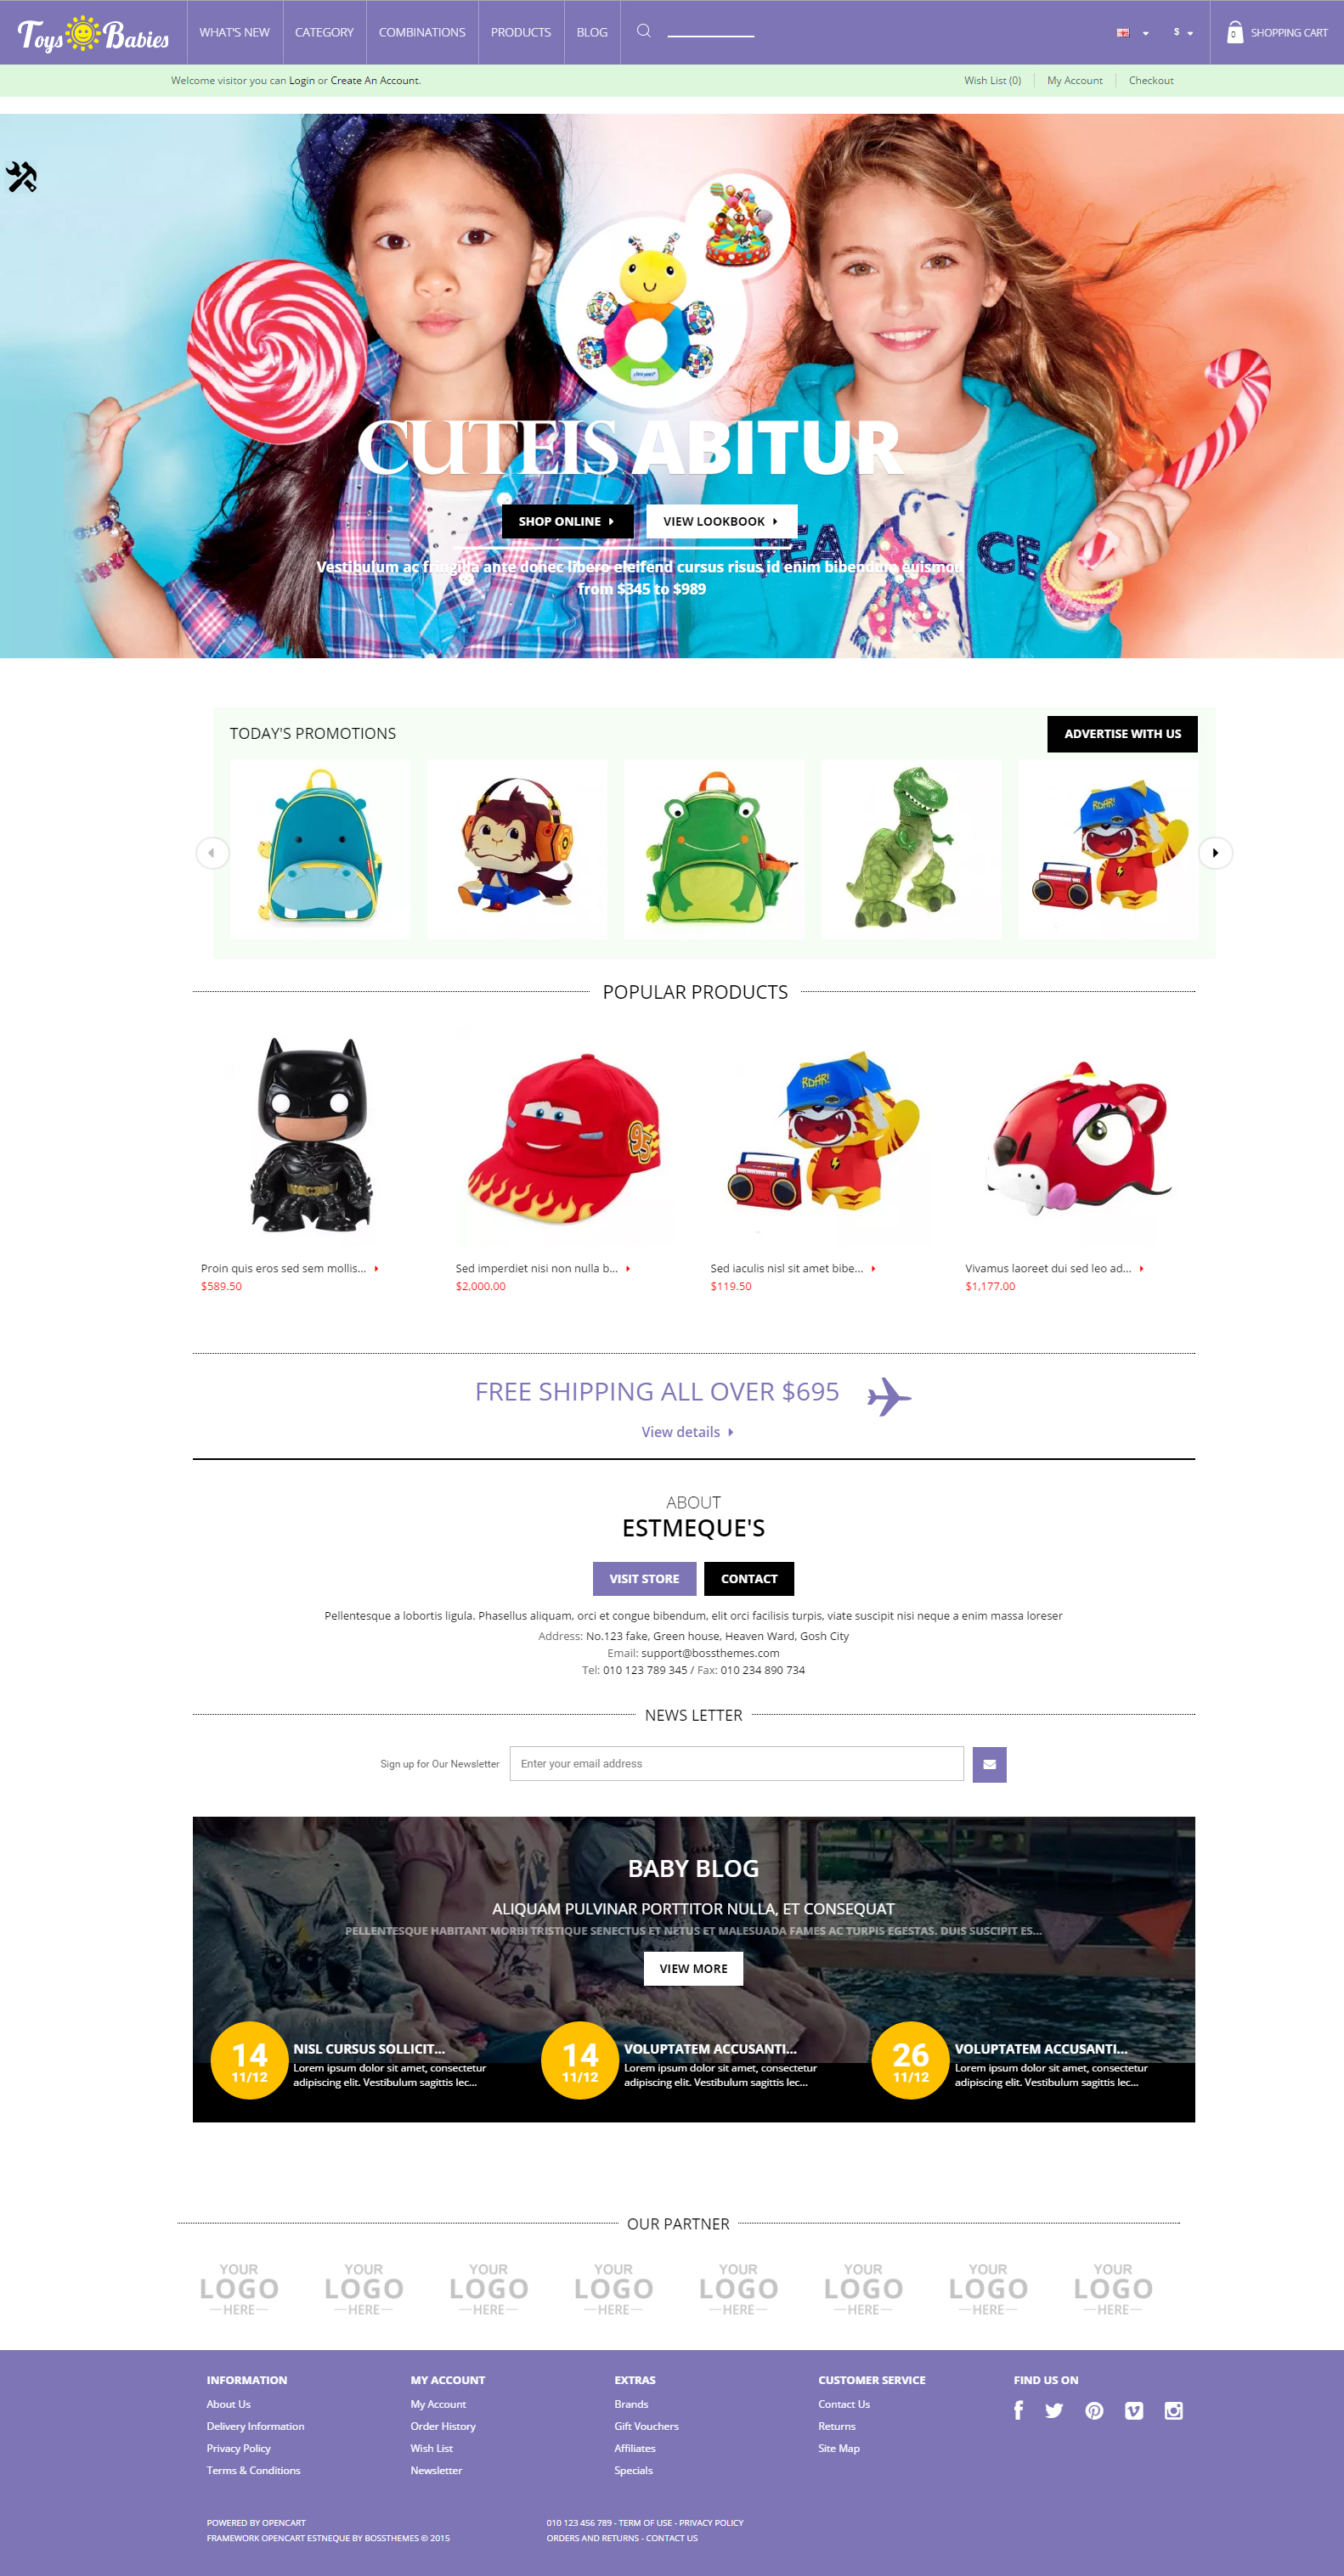 Toys Babies
WHAT'S NEW
CATEGORY
COMBINATIONS
PRODUCTS
BLOG
$
0
SHOPPING CART
Welcome visitor you can Login or Create An Account.
Wish List (0)
My Account
Checkout
CUTEIS ABITUR
SHOP ONLINE
VIEW LOOKBOOK
PEACE
Vestibulum ac fringilla ante donec libero eleifend cursus risus id enim bibendum euismod
from $345 to $989
TODAY'S PROMOTIONS
ADVERTISE WITH US
ROAR!
POPULAR PRODUCTS
95
ROAR!
Proin quis eros sed sem mollis...
$589.50
Sed imperdiet nisi non nulla b...
$2,000.00
Sed iaculis nisl sit amet bibe...
$119.50
Vivamus laoreet dui sed leo ad...
$1,177.00
FREE SHIPPING ALL OVER $695
View details
ABOUT
ESTMEQUE'S
VISIT STORE
CONTACT
Pellentesque a lobortis ligula. Phasellus aliquam, orci et congue bibendum, elit orci facilisis turpis, viate suscipit nisi neque a enim massa loreser
Address: No.123 fake, Green house, Heaven Ward, Gosh City
Email: support@bossthemes.com
Tel: 010 123 789 345 / Fax: 010 234 890 734
NEWS LETTER
Sign up for Our Newsletter
Enter your email address
BABY BLOG
ALIQUAM PULVINAR PORTTITOR NULLA, ET CONSEQUAT
PELLENTESQUE HABITANT MORBI TRISTIQUE SENECTUS ET NETUS ET MALESUADA FAMES AC TURPIS EGESTAS. DUIS SUSCIPIT ES...
VIEW MORE
14
11/12
NISL CURSUS SOLLICIT...
Lorem ipsum dolor sit amet, consectetur
adipiscing elit. Vestibulum sagittis lec...
14
11/12
VOLUPTATEM ACCUSANTI...
Lorem ipsum dolor sit amet, consectetur
adipiscing elit. Vestibulum sagittis lec...
26
11/12
VOLUPTATEM ACCUSANTI...
Lorem ipsum dolor sit amet, consectetur
adipiscing elit. Vestibulum sagittis lec...
OUR PARTNER
YOUR
LOGO
HERE
YOUR
LOGO
HERE
YOUR
LOGO
HERE
YOUR
LOGO
HERE
YOUR
LOGO
HERE
YOUR
LOGO
HERE
YOUR
LOGO
HERE
YOUR
LOGO
HERE
INFORMATION
About Us
Delivery Information
Privacy Policy
Terms & Conditions
MY ACCOUNT
My Account
Order History
Wish List
Newsletter
EXTRAS
Brands
Gift Vouchers
Affiliates
Specials
CUSTOMER SERVICE
Contact Us
Returns
Site Map
FIND US ON
POWERED BY OPENCART
FRAMEWORK OPENCART ESTNEQUE BY BOSSTHEMES © 2015
010 123 456 789 - TERM OF USE - PRIVACY POLICY
ORDERS AND RETURNS - CONTACT US